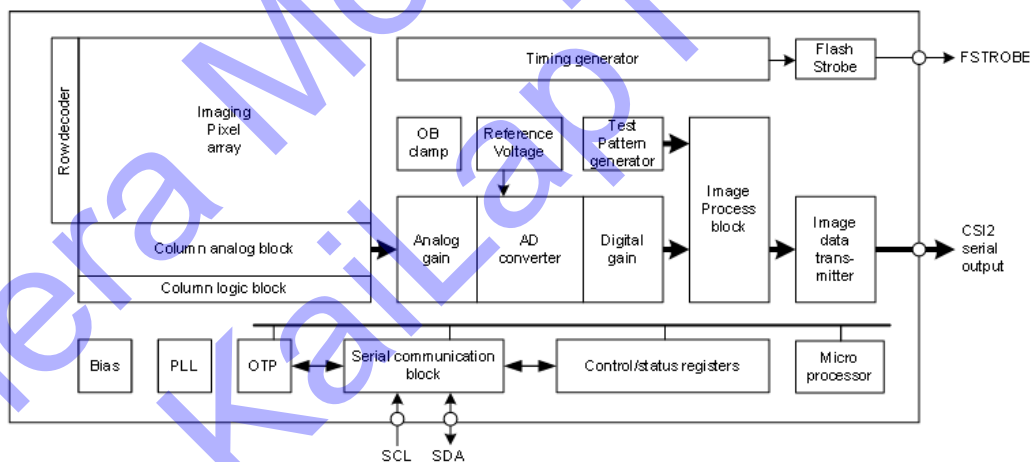 Timing generator
Flash
Strobe
FSTROBE
Row decoder
Imaging
Pixel
array
OB
clamp
Reference
Voltage
Test
Pattern
generator
Image
Process
block
Column analog block
Analog
gain
AD
converter
Digital
gain
Image
data
trans-
mitter
CSI2
serial
output
Column logic block
Bias
PLL
OTP
Serial communication
block
Control/status registers
Micro
processor
SCL
SDA
KaiLap